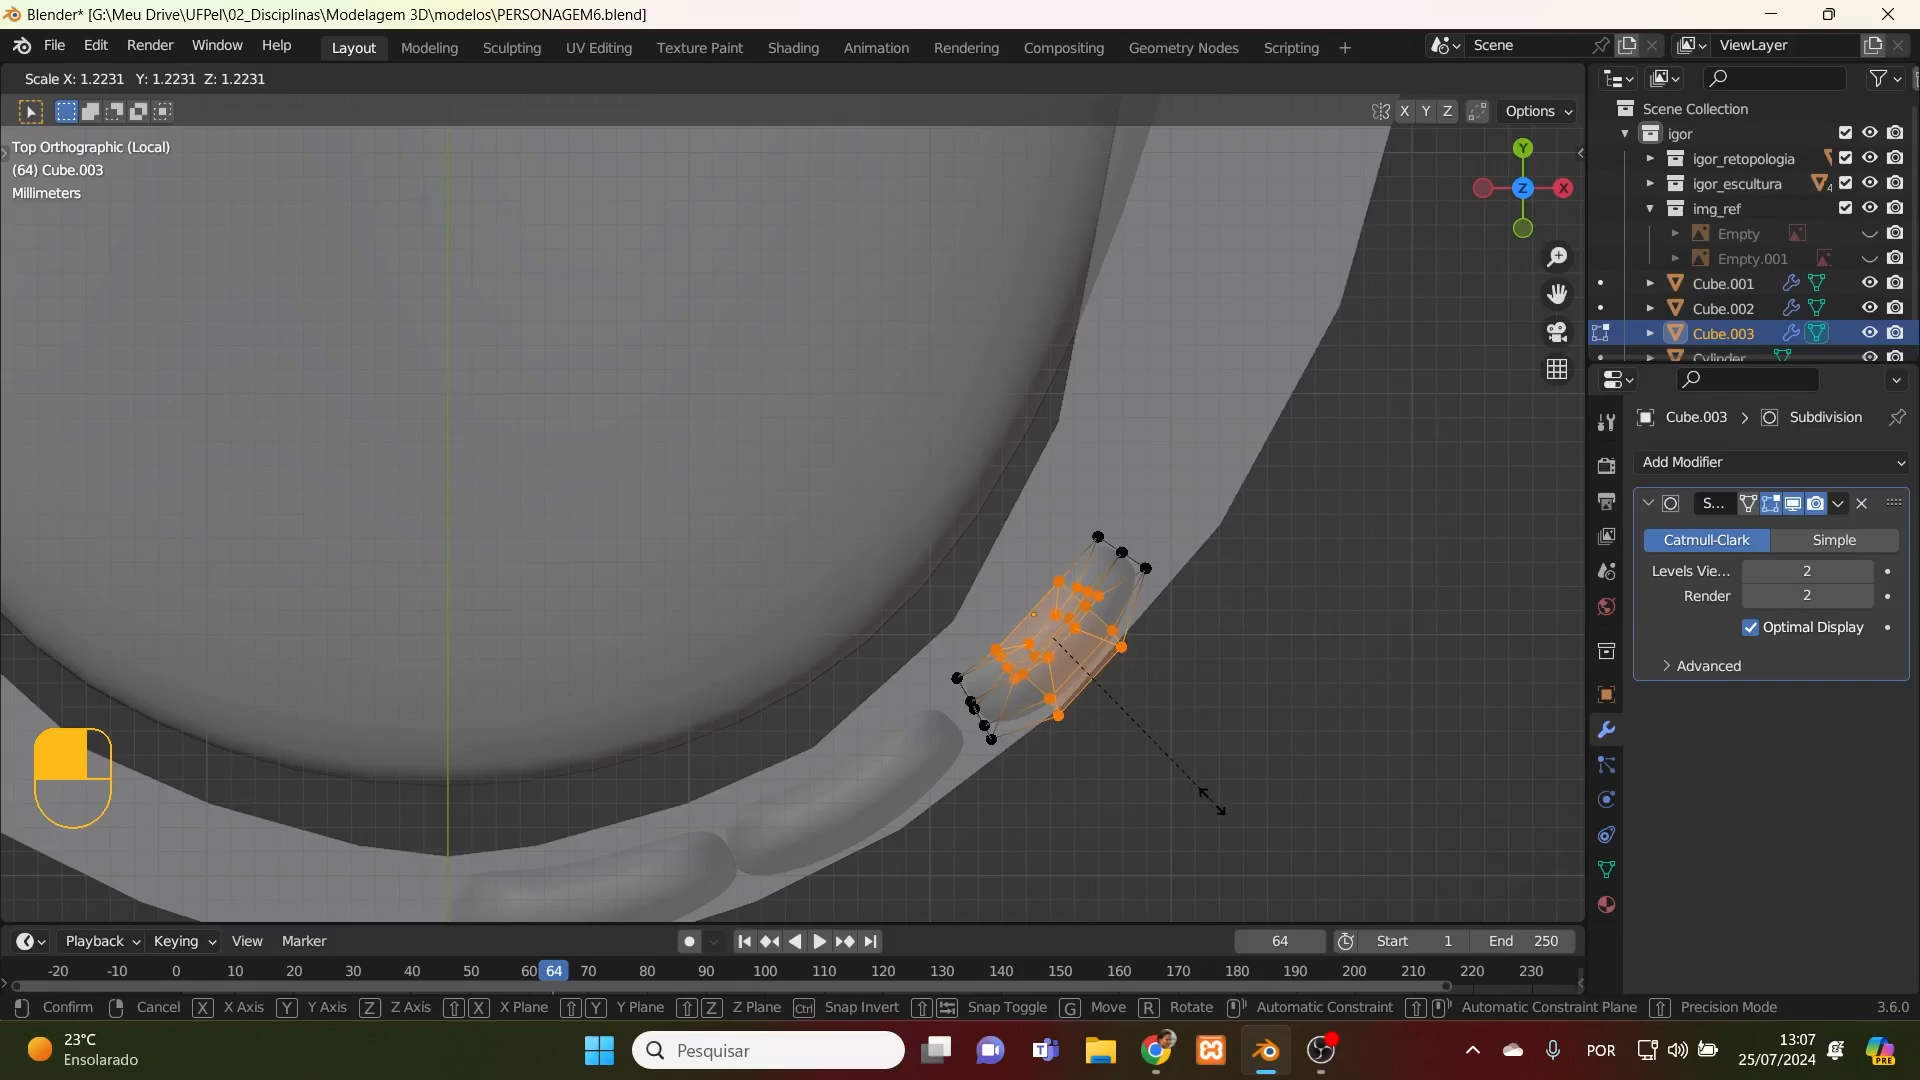 Blender* [G:\Meu Drive\UFPel\02_Disciplinas\Modelagem 3D\modelos\PERSONAGEM6.blend]
File Edit Render Window Help Layout Modeling Sculpting UV Editing Texture Paint Shading Animation Rendering Compositing Geometry Nodes Scripting + Scene ViewLayer
Scale X: 1.2231 Y: 1.2231 Z: 1.2231
X Y Z Options
Top Orthographic (Local)
(64) Cube.003
Millimeters
Y
Z X
Scene Collection
igor
igor_retopologia
igor_escultura 4
img_ref
Empty
Empty.001
Cube.001
Cube.002
Cube.003
Cylinder
Cube.003 > Subdivision
Add Modifier
S...
Catmull-Clark Simple
Levels Vie... 2
Render 2
Optimal Display
Advanced
Playback Keying View Marker 64 Start 1 End 250
-20 -10 0 10 20 30 40 50 60 64 70 80 90 100 110 120 130 140 150 160 170 180 190 200 210 220 230
Confirm Cancel X X Axis Y Y Axis Z Z Axis X X Plane Y Y Plane Z Z Plane Ctrl Snap Invert Snap Toggle G Move R Rotate Automatic Constraint Automatic Constraint Plane Precision Mode 3.6.0
23°C
Ensolarado
Pesquisar
POR
13:07
25/07/2024
PRE